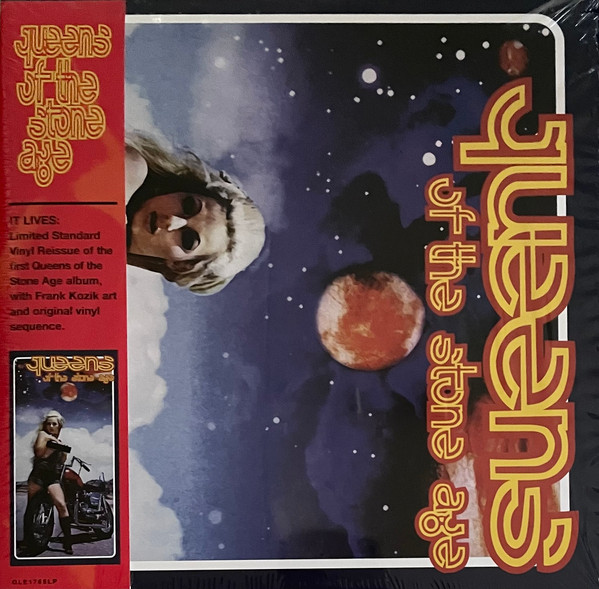 queens
of the
stone
age
IT LIVES:
Limited Standard
Vinyl Reissue of the
first Queens of the
Stone Age album,
with Frank Kozik art
and original vinyl
sequence.
queens
of the stone age
OLE1765LP
queens
of the stone age